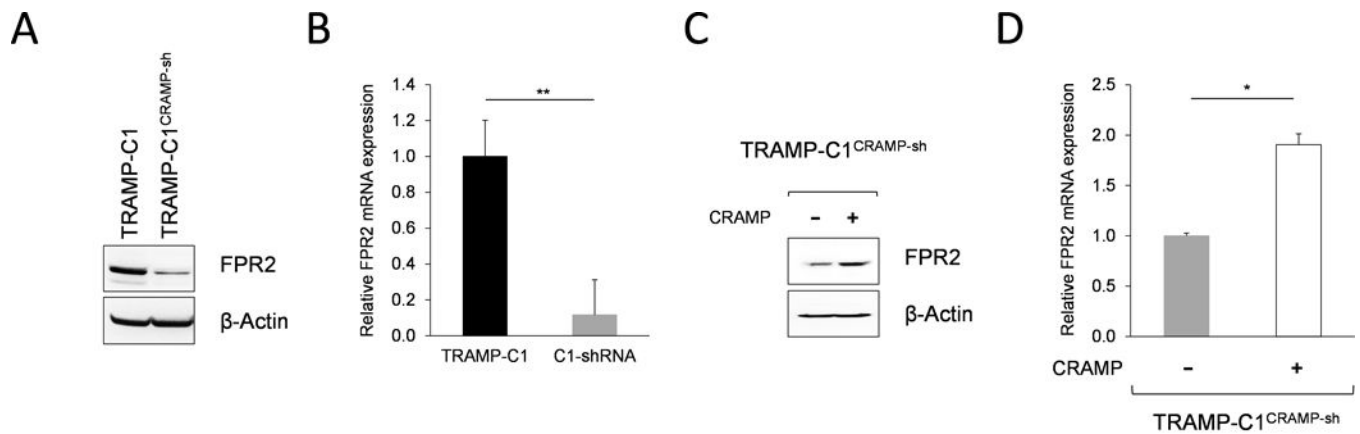 A
TRAMP-C1
TRAMP-C1CRAMP-sh
FPR2
β-Actin
B
Relative FPR2 mRNA expression
1.4
1.2
1.0
0.8
0.6
0.4
0.2
0.0
**
TRAMP-C1
C1-shRNA
C
TRAMP-C1CRAMP-sh
CRAMP - +
FPR2
β-Actin
D
Relative FPR2 mRNA expression
2.5
2.0
1.5
1.0
0.5
0.0
*
CRAMP - +
TRAMP-C1CRAMP-sh